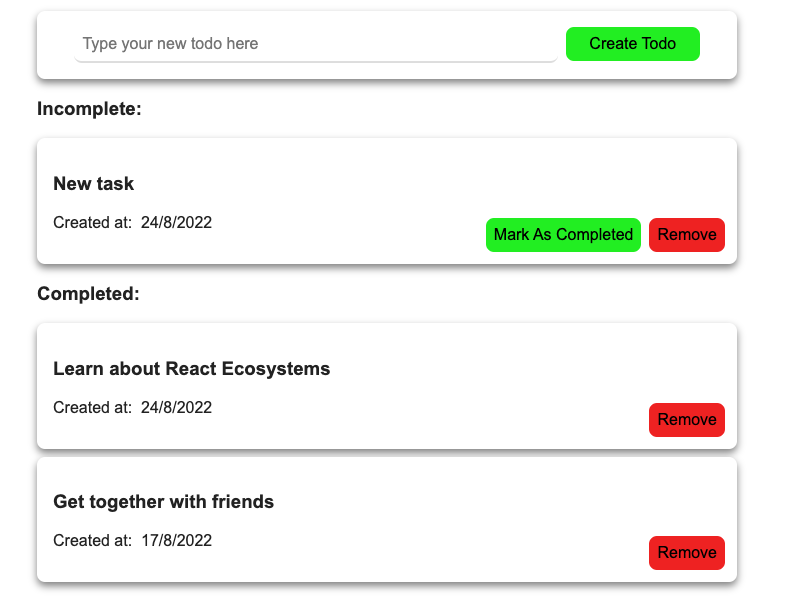 Type your new todo here Create Todo
Incomplete:
New task
Created at: 24/8/2022
Mark As Completed Remove
Completed:
Learn about React Ecosystems
Created at: 24/8/2022
Remove
Get together with friends
Created at: 17/8/2022
Remove